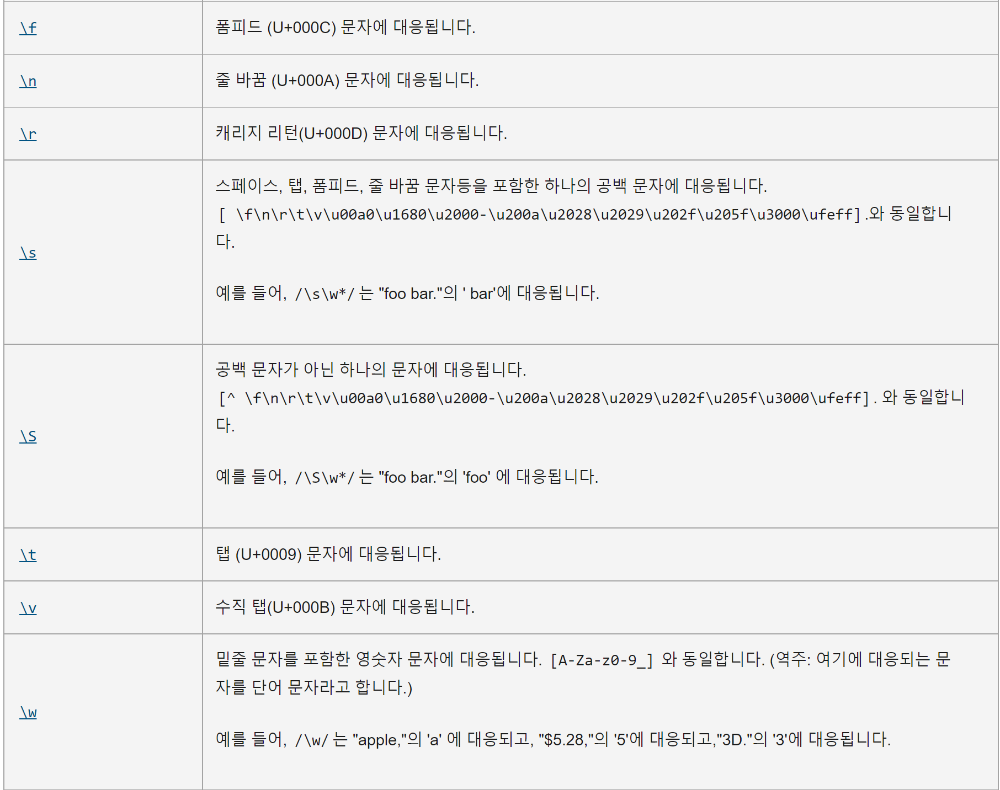 \f
폼피드 (U+000C) 문자에 대응됩니다.
\n
줄 바꿈 (U+000A) 문자에 대응됩니다.
\r
캐리지 리턴(U+000D) 문자에 대응됩니다.
\s
스페이스, 탭, 폼피드, 줄 바꿈 문자등을 포함한 하나의 공백 문자에 대응됩니다.
[ \f\n\r\t\v\u00a0\u1680\u2000-\u200a\u2028\u2029\u202f\u205f\u3000\ufeff].와 동일합니
다.
예를 들어, /\s\w*/ 는 "foo bar."의 ' bar'에 대응됩니다.
\S
공백 문자가 아닌 하나의 문자에 대응됩니다.
[^ \f\n\r\t\v\u00a0\u1680\u2000-\u200a\u2028\u2029\u202f\u205f\u3000\ufeff]. 와 동일합니
다.
예를 들어, /\S\w*/ 는 "foo bar."의 'foo' 에 대응됩니다.
\t
탭 (U+0009) 문자에 대응됩니다.
\v
수직 탭(U+000B) 문자에 대응됩니다.
\w
밑줄 문자를 포함한 영숫자 문자에 대응됩니다. [A-Za-z0-9_] 와 동일합니다. (역주: 여기에 대응되는 문
자를 단어 문자라고 합니다.)
예를 들어, /\w/ 는 "apple,"의 'a' 에 대응되고, "$5.28,"의 '5'에 대응되고,"3D."의 '3'에 대응됩니다.